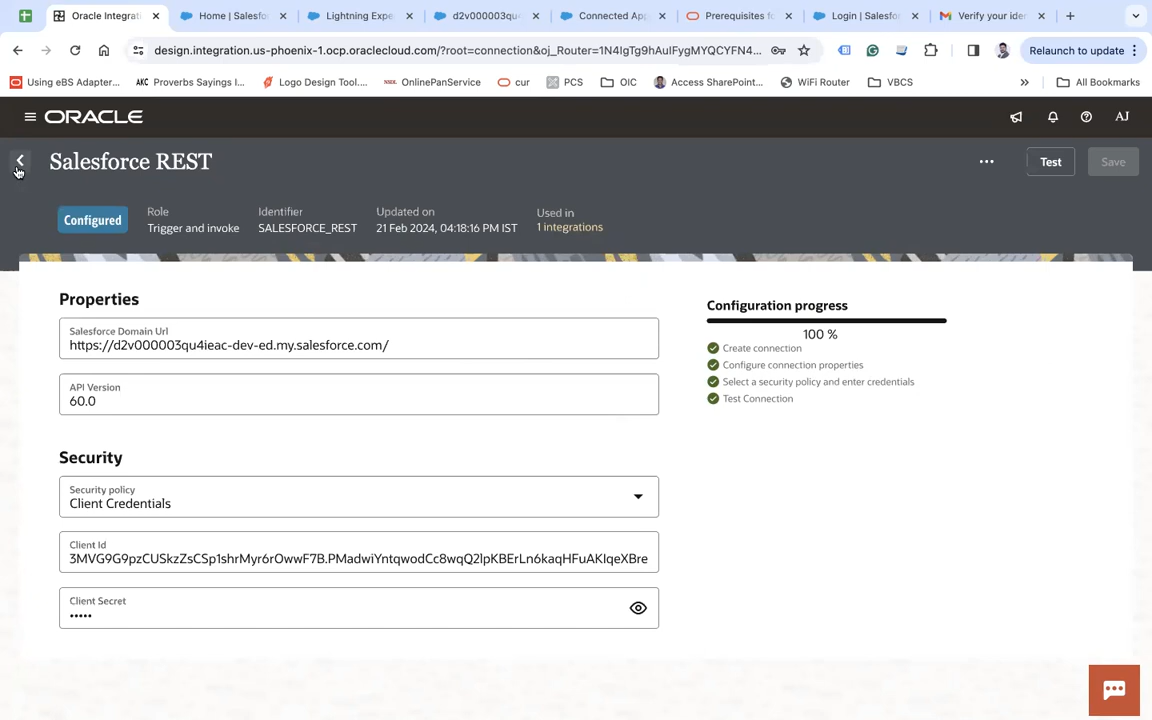 Oracle Integrati
Home | Salesfor
Lightning Expe
d2v000003qu
Connected App
Prerequisites fo
Login | Salesfor
Verify your iden
design.integration.us-phoenix-1.ocp.oraclecloud.com/?root=connection&oj_Router=1N4IgTg9hAuIFygMYQCYFN4...
Relaunch to update
Using eBS Adapter...
AKC Proverbs Sayings I...
Logo Design Tool....
NSDL OnlinePanService
cur
PCS
OIC
Access SharePoint...
WiFi Router
VBCS
»
All Bookmarks
ORACLE
AJ
Salesforce REST
Test
Save
Configured
Role
Trigger and invoke
Identifier
SALESFORCE_REST
Updated on
21 Feb 2024, 04:18:16 PM IST
Used in
1 integrations
Properties
Salesforce Domain Url
https://d2v000003qu4ieac-dev-ed.my.salesforce.com/
API Version
60.0
Security
Security policy
Client Credentials
Client Id
3MVG9G9pzCUSkzZsCSp1shrMyr6rOwwF7B.PMadwiYntqwodCc8wqQ2lpKBErLn6kaqHFuAKIqeXBre
Client Secret
•••••
Configuration progress
100 %
Create connection
Configure connection properties
Select a security policy and enter credentials
Test Connection